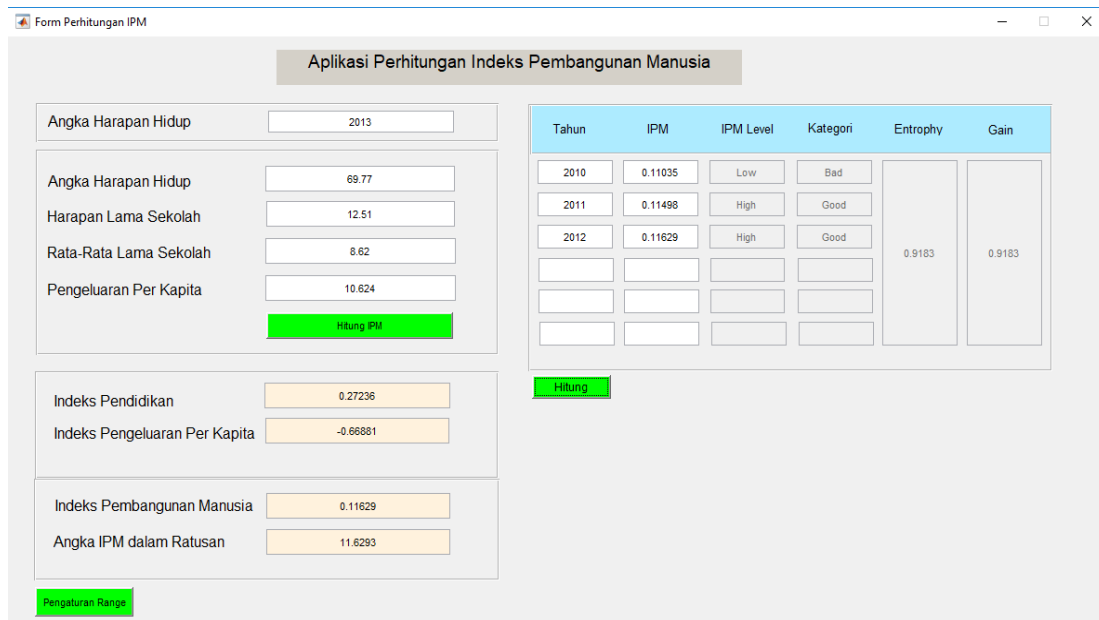 Form Perhitungan IPM
Aplikasi Perhitungan Indeks Pembangunan Manusia
Angka Harapan Hidup 2013
Angka Harapan Hidup 69.77
Harapan Lama Sekolah 12.51
Rata-Rata Lama Sekolah 8.62
Pengeluaran Per Kapita 10.624
Hitung IPM
Indeks Pendidikan 0.27236
Indeks Pengeluaran Per Kapita -0.66881
Indeks Pembangunan Manusia 0.11629
Angka IPM dalam Ratusan 11.6293
Pengaturan Range
Tahun IPM IPM Level Kategori Entrophy Gain
2010 0.11035 Low Bad
2011 0.11498 High Good
2012 0.11629 High Good
0.9183 0.9183
Hitung